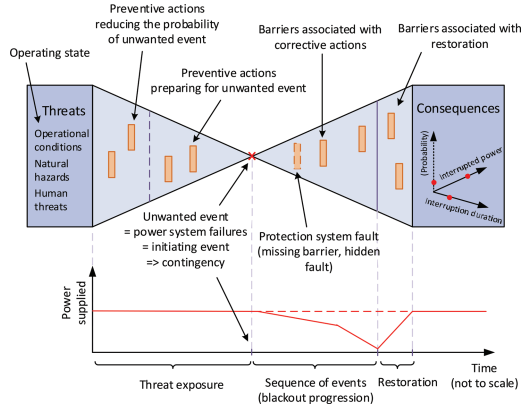 Preventive actions
reducing the probability
of unwanted event
Operating state
Preventive actions
preparing for unwanted event
Barriers associated with
corrective actions
Barriers associated with
restoration
Threats
Operational
conditions
Natural
hazards
Human
threats
Consequences
(Probability)
Interrupted power
Interruption duration
Unwanted event
= power system failures
= initiating event
=> contingency
Protection system fault
(missing barrier, hidden
fault)
Power
supplied
Time
(not to scale)
Threat exposure
Sequence of events
(blackout progression)
Restoration